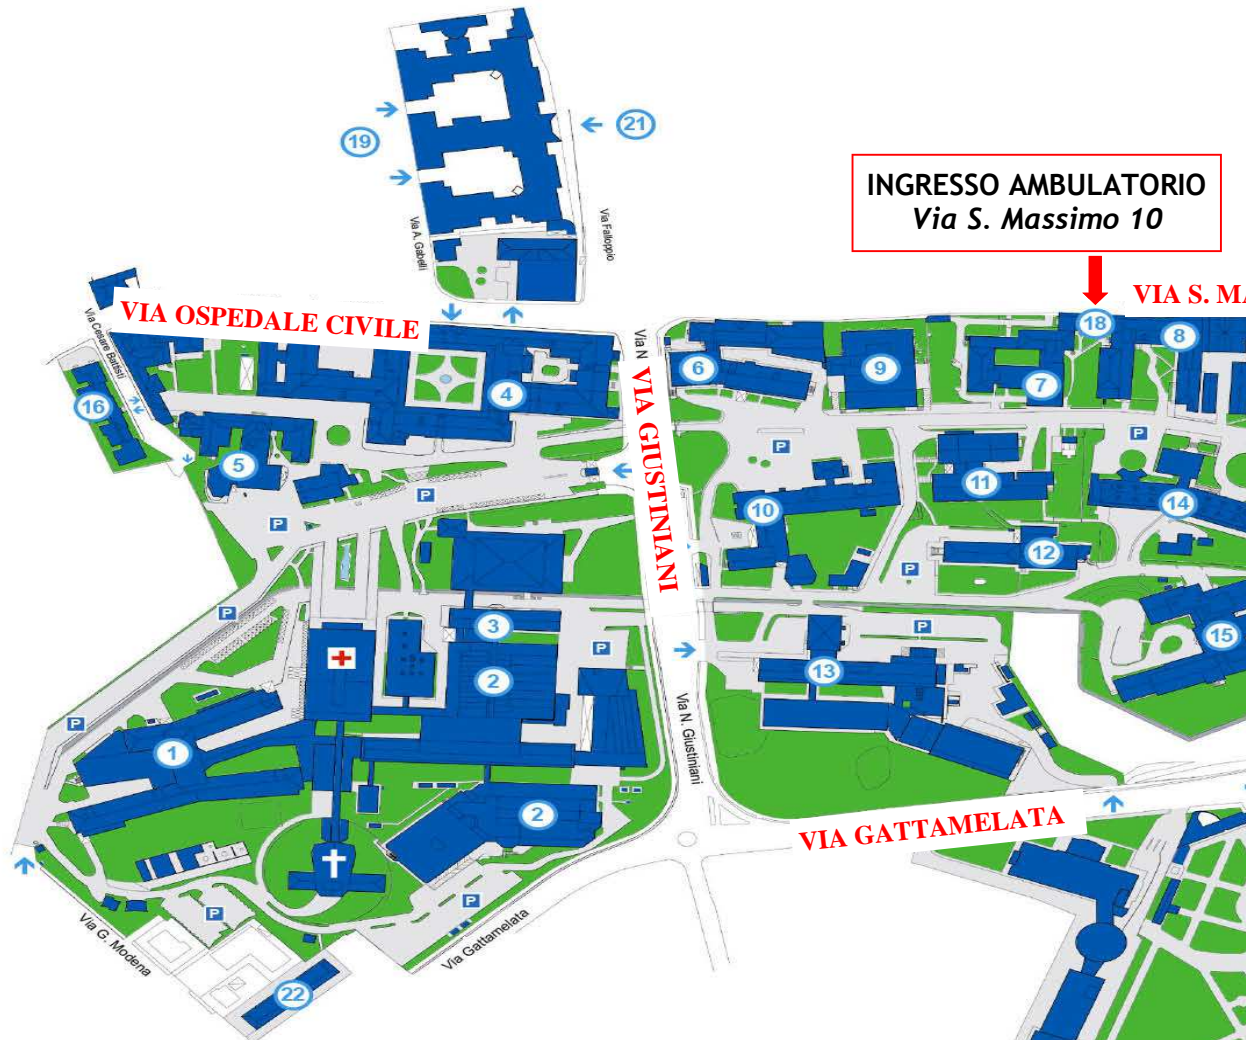 19
21
INGRESSO AMBULATORIO
Via S. Massimo 10
Via A. Gabelli
Via Falloppio
VIA OSPEDALE CIVILE
VIA S. MA
18
8
Via Cesare Battisti
Via N
VIA GIUSTINIANI
6
9
7
4
16
5
P
P
P
P
11
14
10
12
P
P
3
P
P
15
2
13
P
1
Via N. Giustiniani
2
VIA GATTAMELATA
P
P
Via G. Modena
Via Gattamelata
22